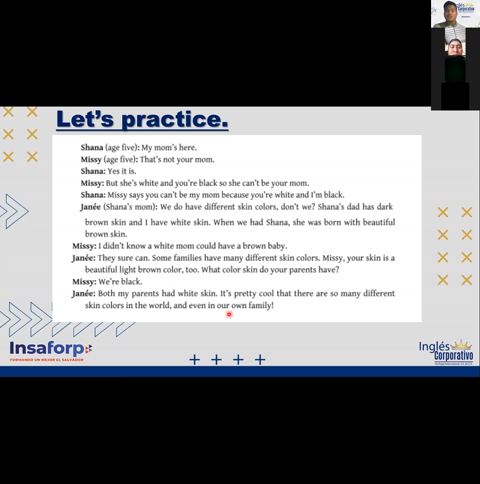 Inglés
Corporativo
Let's practice.
Shana (age five): My mom's here.
Missy (age five): That's not your mom.
Shana: Yes it is.
Missy: But she's white and you're black so she can't be your mom.
Shana: Missy says you can't be my mom because you're white and I'm black.
Janée (Shana's mom): We do have different skin colors, don't we? Shana's dad has dark
brown skin and I have white skin. When we had Shana, she was born with beautiful
brown skin.
Missy: I didn't know a white mom could have a brown baby.
Janée: They sure can. Some families have many different skin colors. Missy, your skin is a
beautiful light brown color, too. What color skin do your parents have?
Missy: We're black.
Janée: Both my parents had white skin. It's pretty cool that there are so many different
skin colors in the world, and even in our own family!
Insaforp
FORMANDO UN MEJOR EL SALVADOR
Inglés
Corporativo